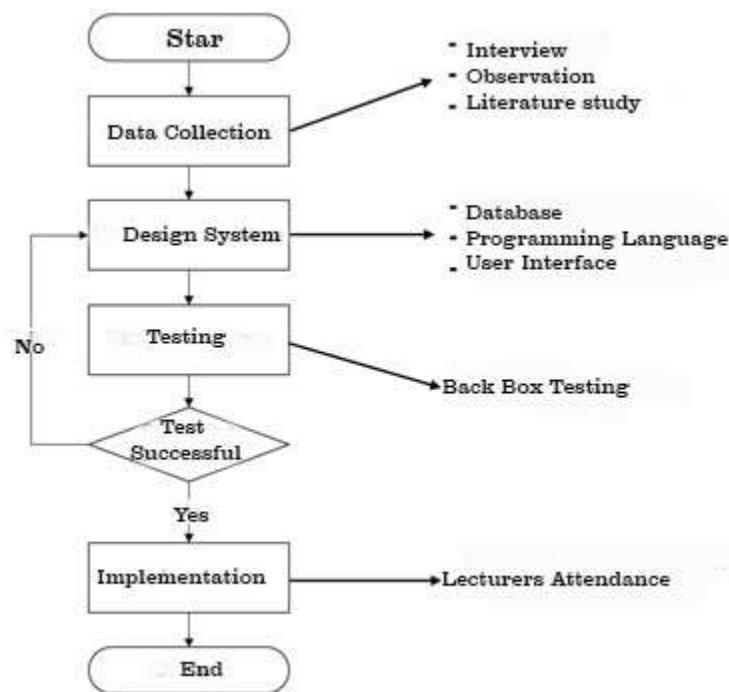 Star
- Interview
- Observation
- Literature study
Data Collection
Design System
- Database
- Programming Language
- User Interface
Testing
No
Back Box Testing
Test
Successful
Yes
Implementation
Lecturers Attendance
End